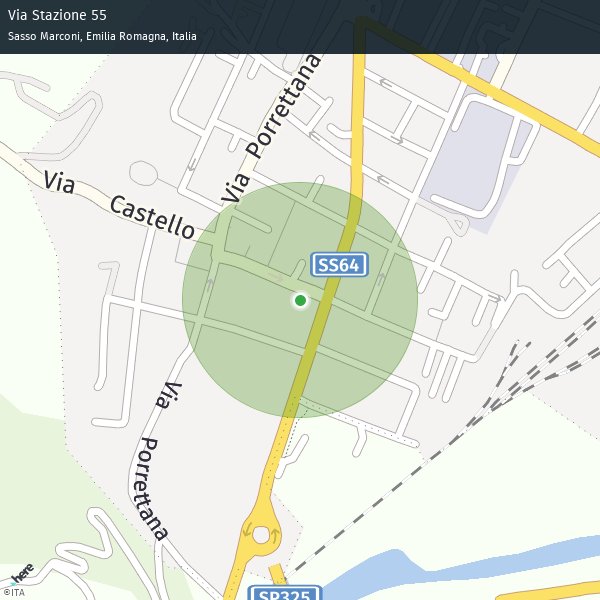 Via Stazione 55
Sasso Marconi, Emilia Romagna, Italia
Via Porrettana
Via Castello
SS64
Via Porrettana
SP325
here
©ITA